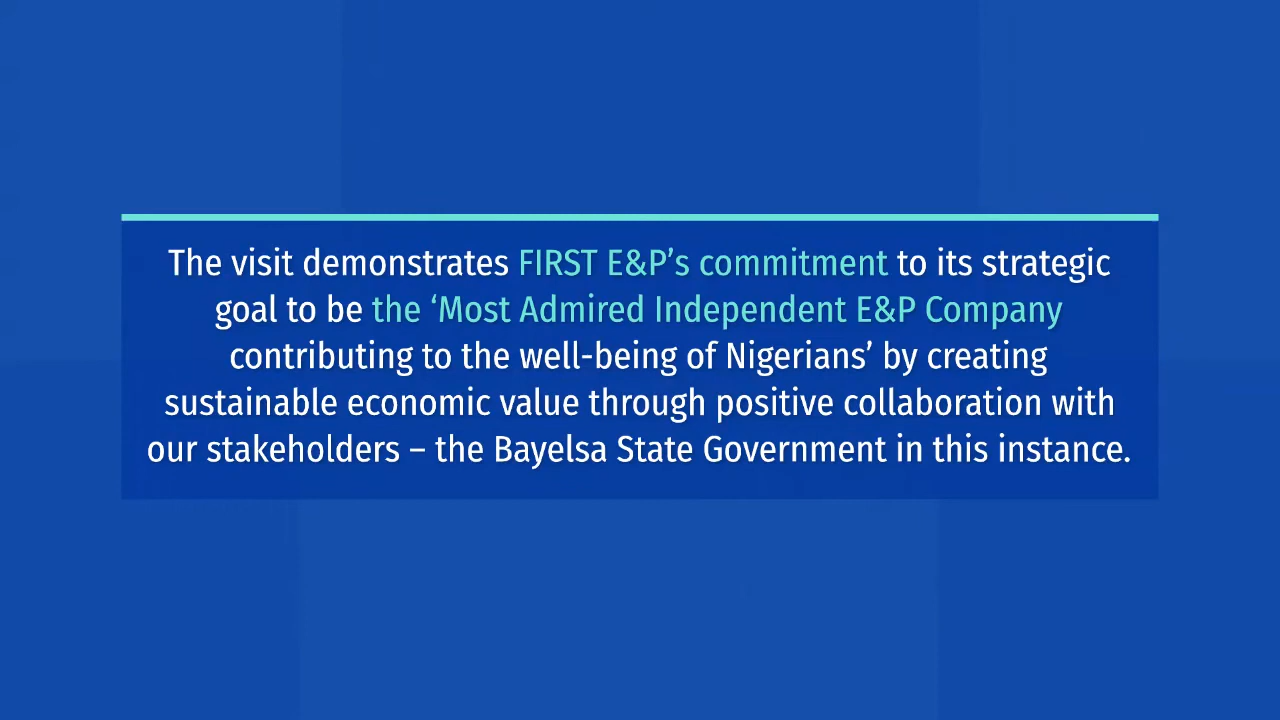 The visit demonstrates FIRST E&P’s commitment to its strategic
goal to be the ‘Most Admired Independent E&P Company
contributing to the well-being of Nigerians’ by creating
sustainable economic value through positive collaboration with
our stakeholders – the Bayelsa State Government in this instance.